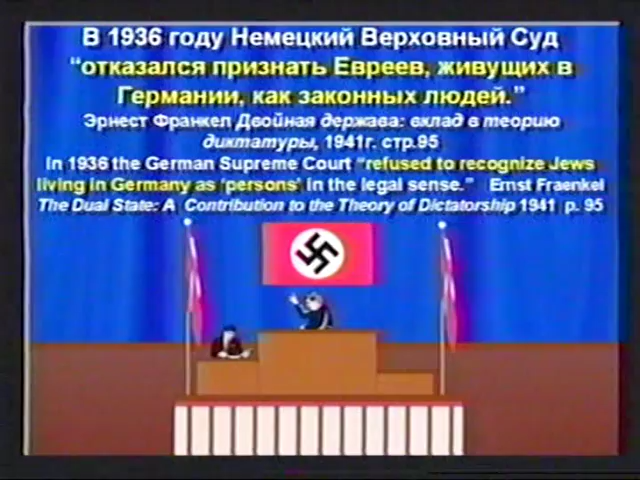 В 1936 году Немецкий Верховный Суд
“отказался признать Евреев, живущих в
Германии, как законных людей.”
Эрнест Франкел Двойная держава: вклад в теорию
диктатуры, 1941г. стр.95
In 1936 the German Supreme Court “refused to recognize Jews
living in Germany as ‘persons’ in the legal sense.” Ernst Fraenkel
The Dual State: A Contribution to the Theory of Dictatorship 1941 p. 95